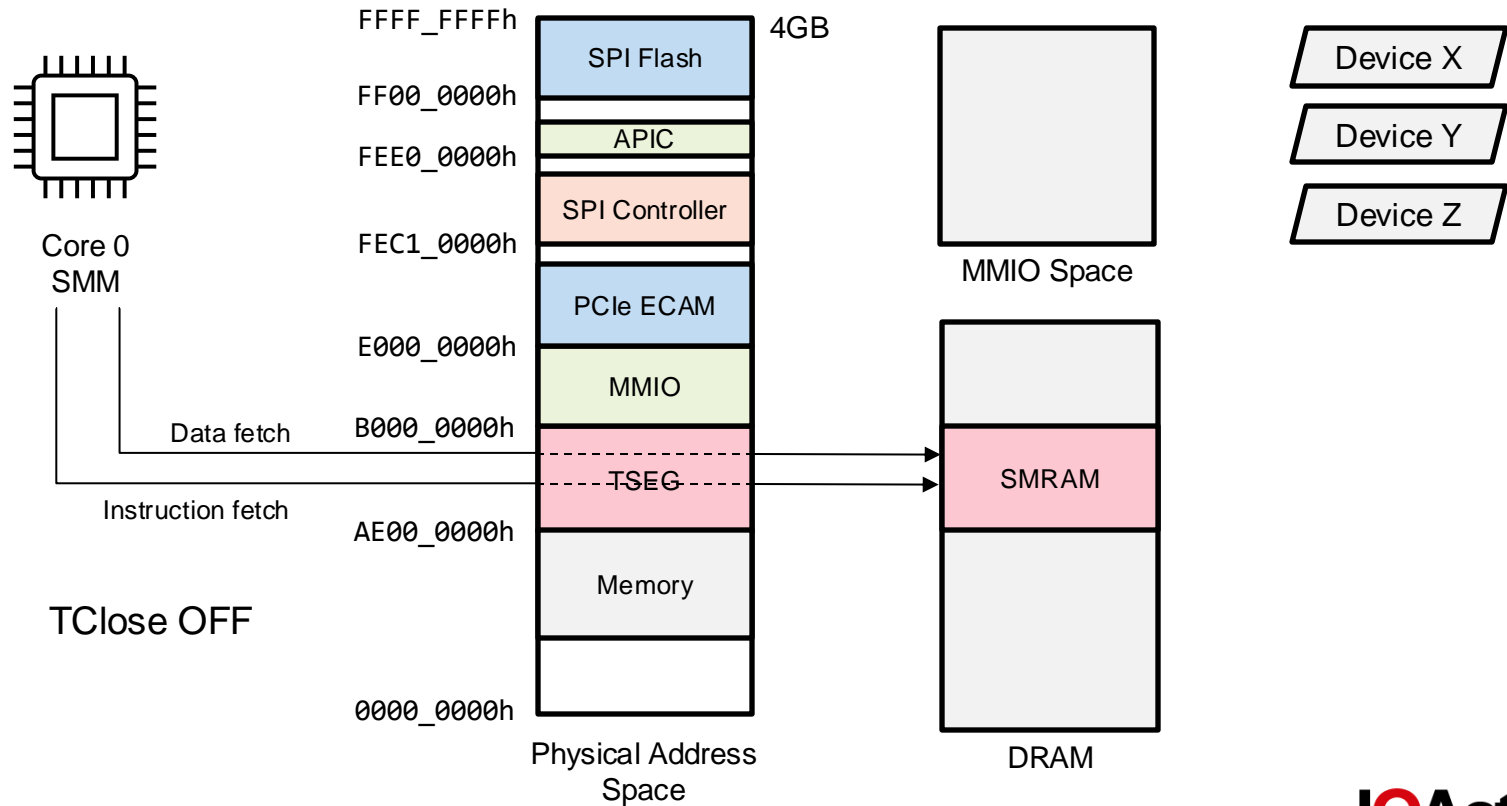 FFFF_FFFFh
4GB
SPI Flash
FF00_0000h
APIC
FEE0_0000h
SPI Controller
FEC1_0000h
PCIe ECAM
E000_0000h
MMIO
B000_0000h
TSEG
AE00_0000h
Memory
0000_0000h
Physical Address
Space
Core 0
SMM
Data fetch
Instruction fetch
TClose OFF
MMIO Space
SMRAM
DRAM
Device X
Device Y
Device Z